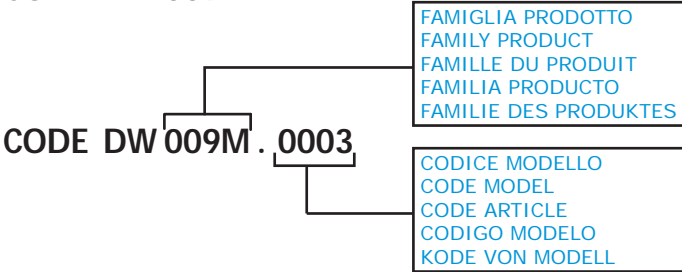 FAMIGLIA PRODOTTO
FAMILY PRODUCT
FAMILLE DU PRODUIT
FAMILIA PRODUCTO
FAMILIE DES PRODUKTES
CODE DW 009M . 0003
CODICE MODELLO
CODE MODEL
CODE ARTICLE
CODIGO MODELO
KODE VON MODELL